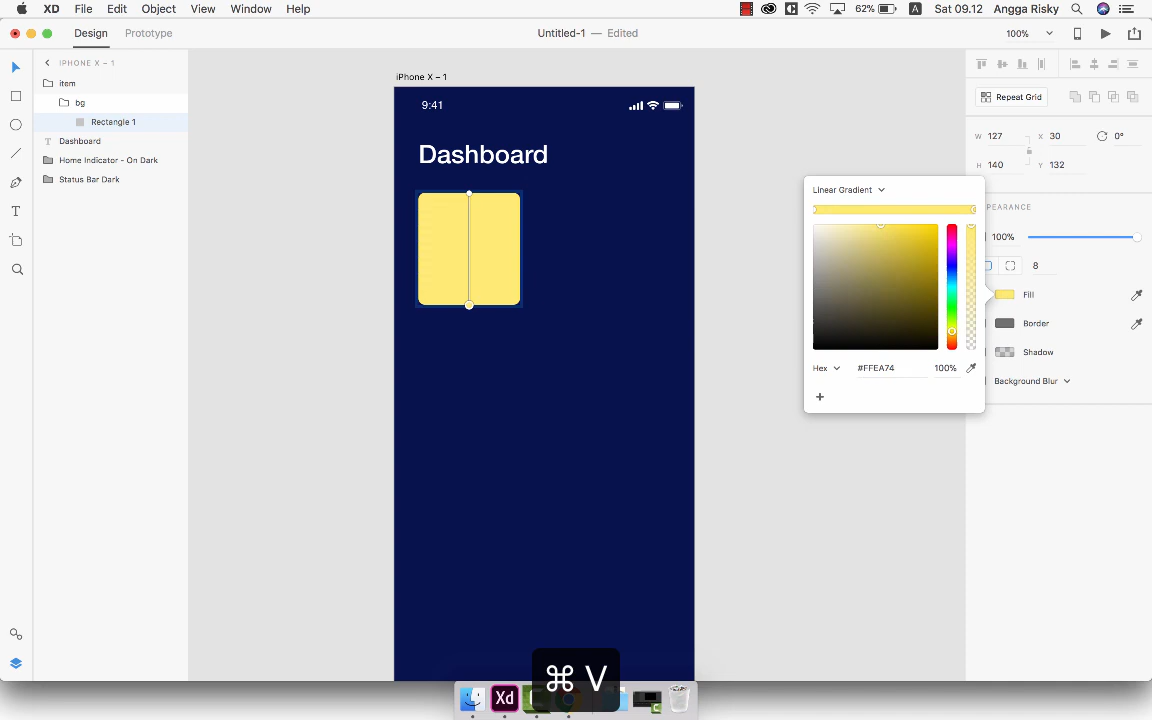 XD File Edit Object View Window Help
62% A Sat 09.12 Angga Risky
Design Prototype
Untitled-1 — Edited
100%
IPHONE X – 1
item
bg
Rectangle 1
T Dashboard
Home Indicator - On Dark
Status Bar Dark
T
iPhone X – 1
9:41
Dashboard
Repeat Grid
W 127 X 30 0°
H 140 Y 132
Linear Gradient
PEARANCE
100%
8
Fill
Border
Shadow
Background Blur
Hex #FFEA74 100%
+
⌘ V
Xd